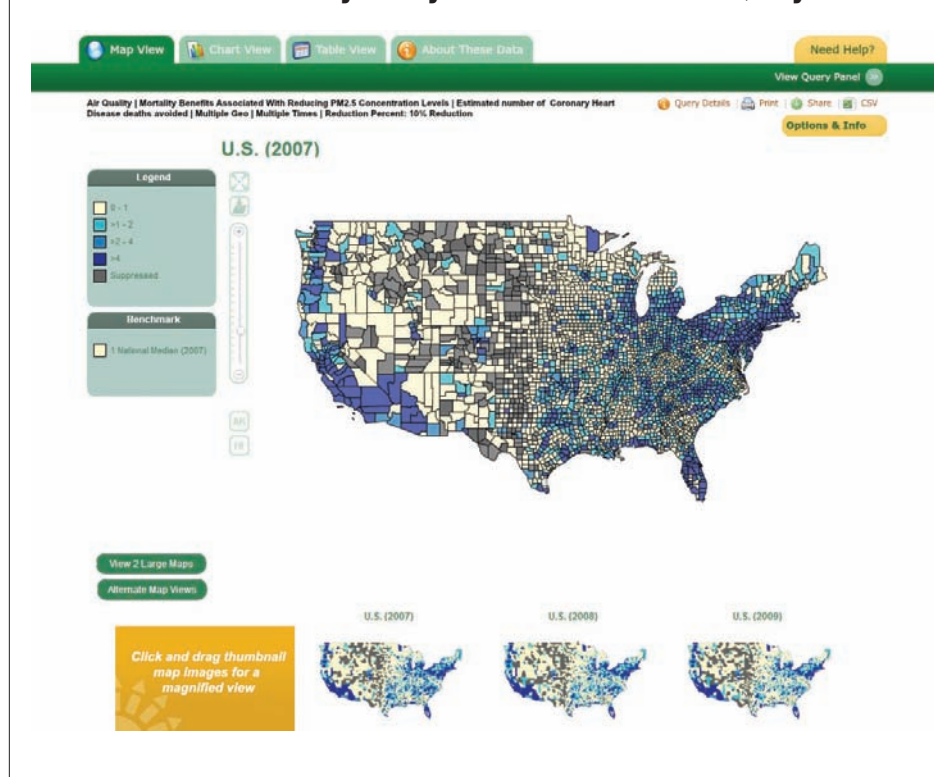 Map View
Chart View
Table View
About These Data
Need Help?
View Query Panel
Air Quality | Mortality Benefits Associated With Reducing PM2.5 Concentration Levels | Estimated number of Coronary Heart
Disease deaths avoided | Multiple Geo | Multiple Times | Reduction Percent: 10% Reduction
Query Details | Print | Share | CSV
Options & Info
U.S. (2007)
Legend
0 - 1
>1 - 2
>2 - 4
>4
Suppressed
Benchmark
1 National Median (2007)
View 2 Large Maps
Alternate Map Views
Click and drag thumbnail
map images for a
magnified view
U.S. (2007)
U.S. (2008)
U.S. (2009)